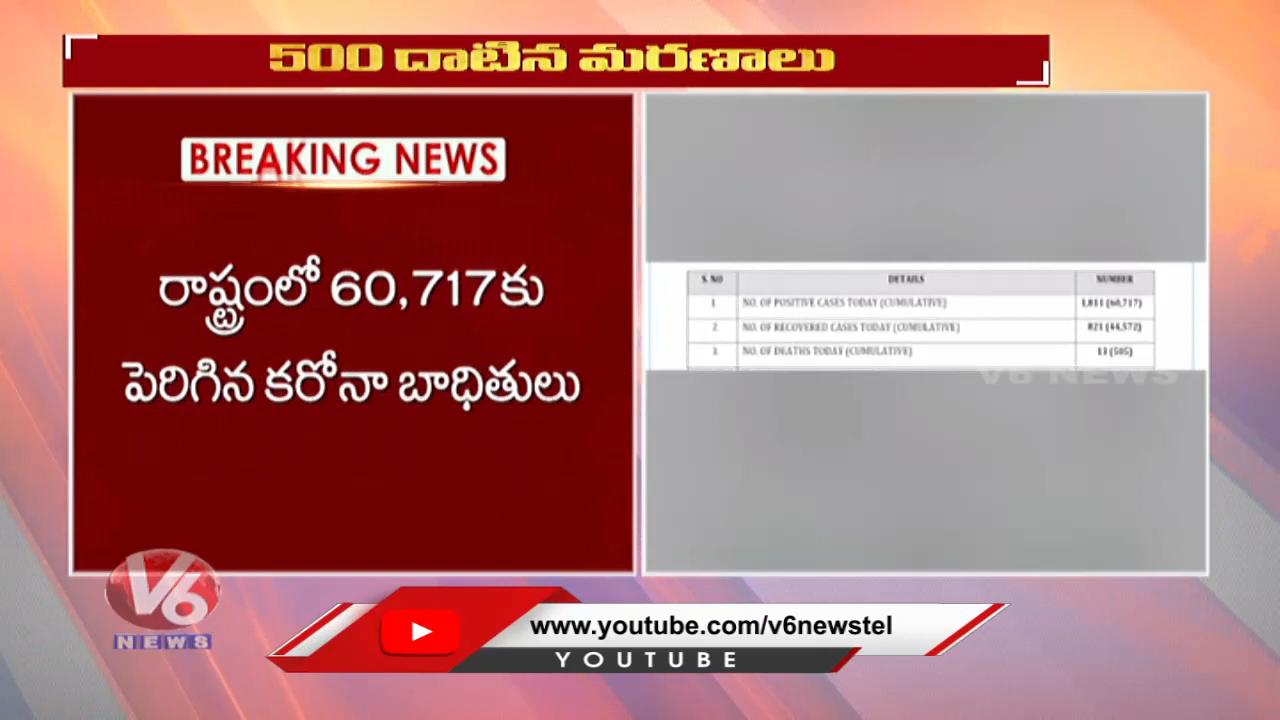 500 దాటిన మరణాలు
BREAKING NEWS
రాష్ట్రంలో 60,717కు
పెరిగిన కరోనా బాధితులు
S. NO DETAILS NUMBER
1. NO. OF POSITIVE CASES TODAY (CUMULATIVE) 1,811 (60,717)
2. NO. OF RECOVERED CASES TODAY (CUMULATIVE) 821 (44,572)
3. NO. OF DEATHS TODAY (CUMULATIVE) 13 (505)
V6 NEWS
V6
NEWS
www.youtube.com/v6newstel
YOUTUBE